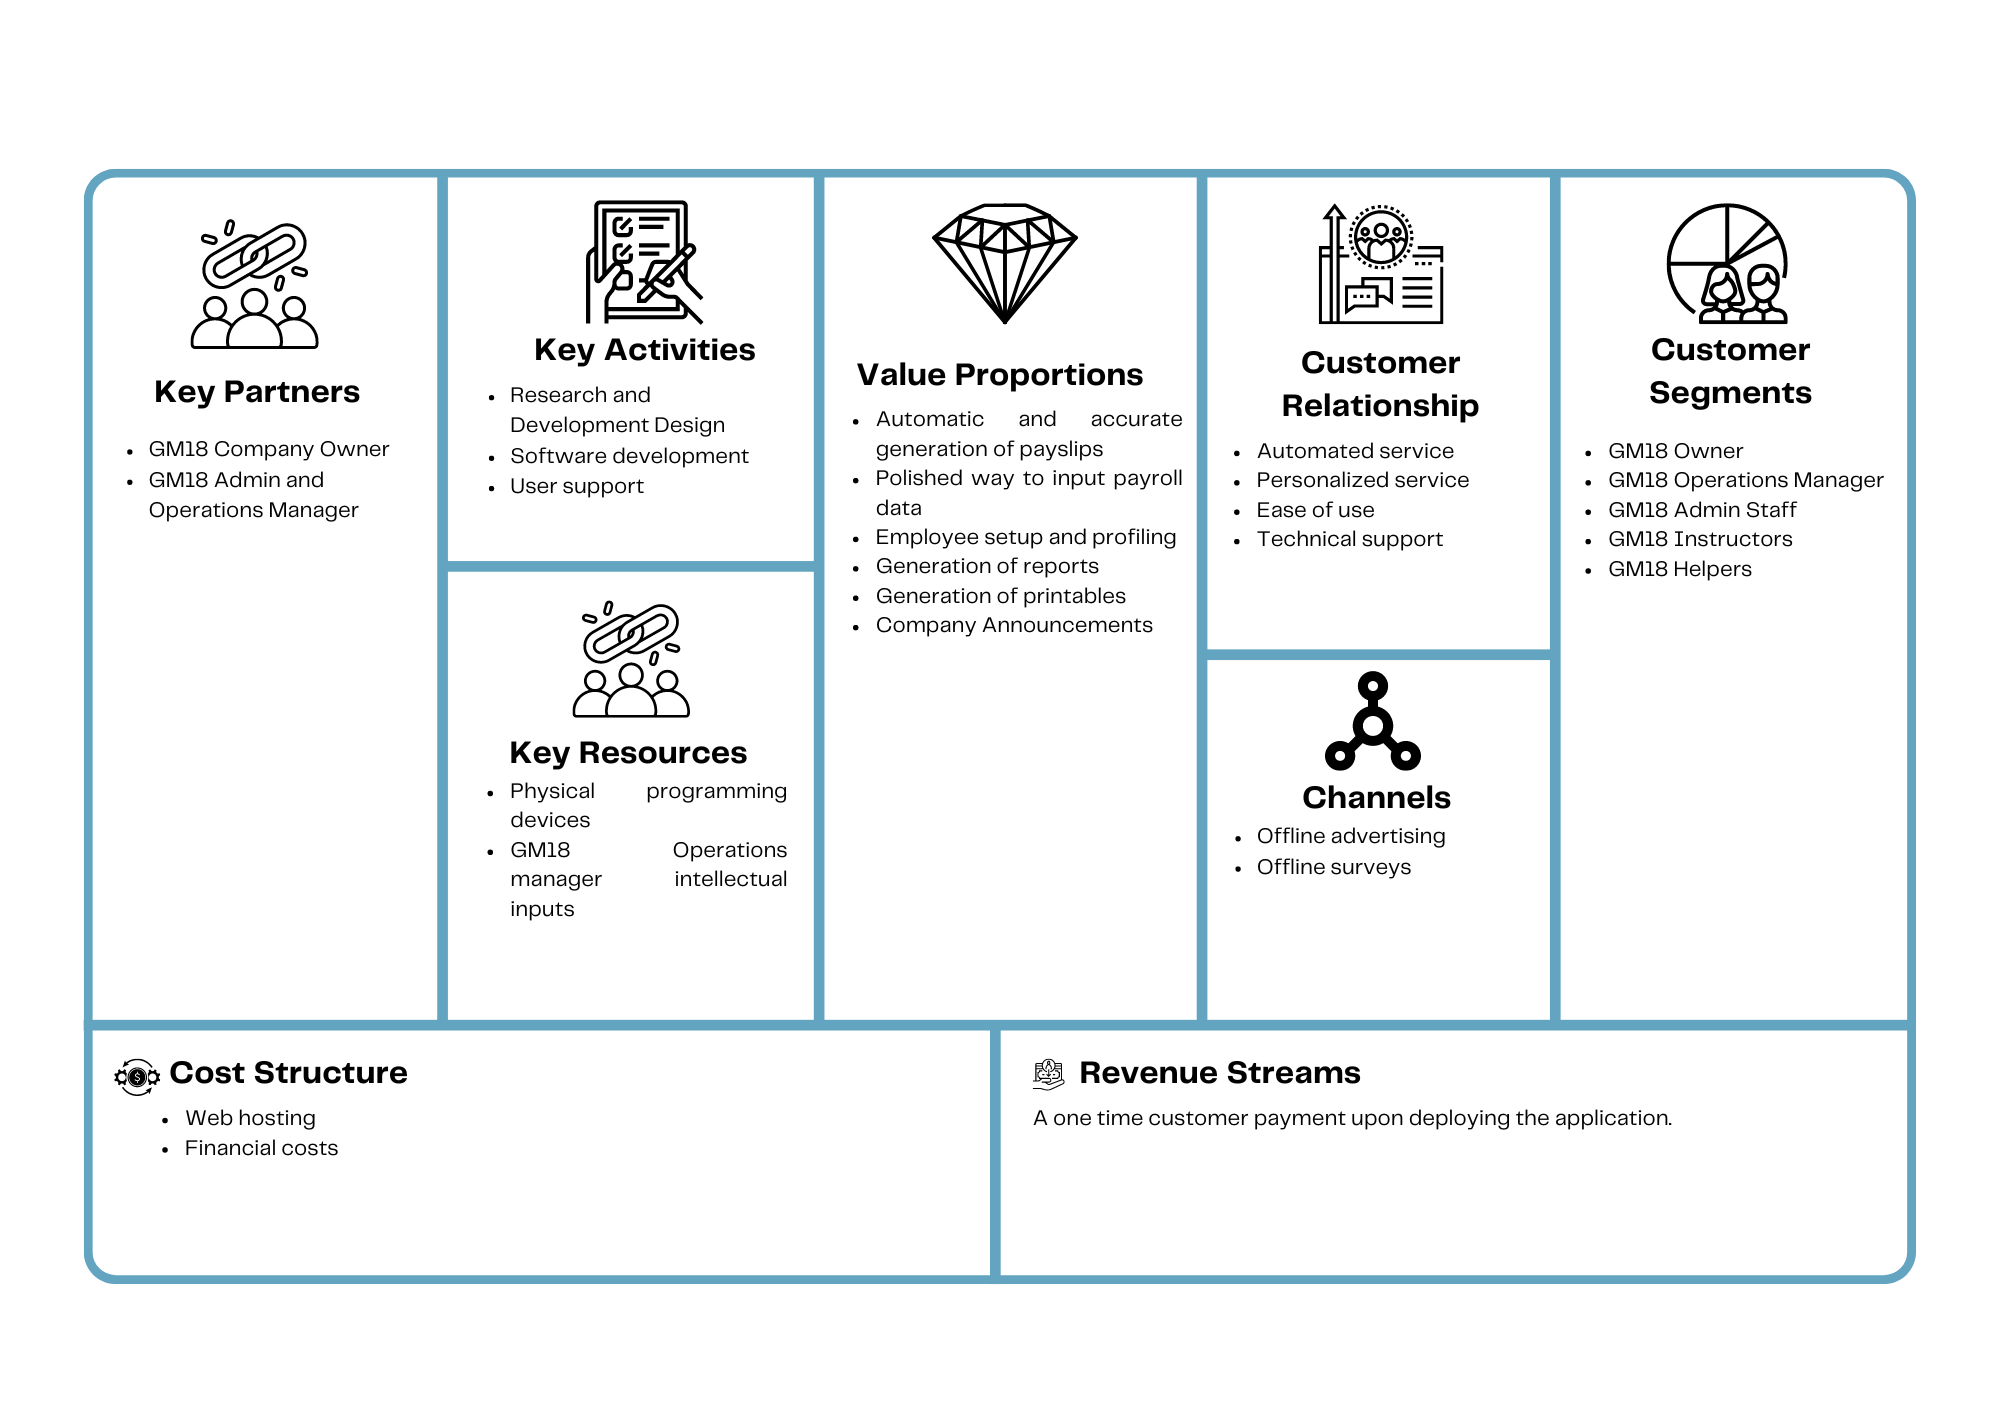 Key Partners
GM18 Company Owner
GM18 Admin and
Operations Manager
Key Activities
Research and
Development Design
Software development
User support
Key Resources
Physical programming
devices
GM18 Operations
manager intellectual
inputs
Value Proportions
Automatic and accurate
generation of payslips
Polished way to input payroll
data
Employee setup and profiling
Generation of reports
Generation of printables
Company Announcements
Customer
Relationship
Automated service
Personalized service
Ease of use
Technical support
Channels
Offline advertising
Offline surveys
Customer
Segments
GM18 Owner
GM18 Operations Manager
GM18 Admin Staff
GM18 Instructors
GM18 Helpers
Cost Structure
Web hosting
Financial costs
Revenue Streams
A one time customer payment upon deploying the application.